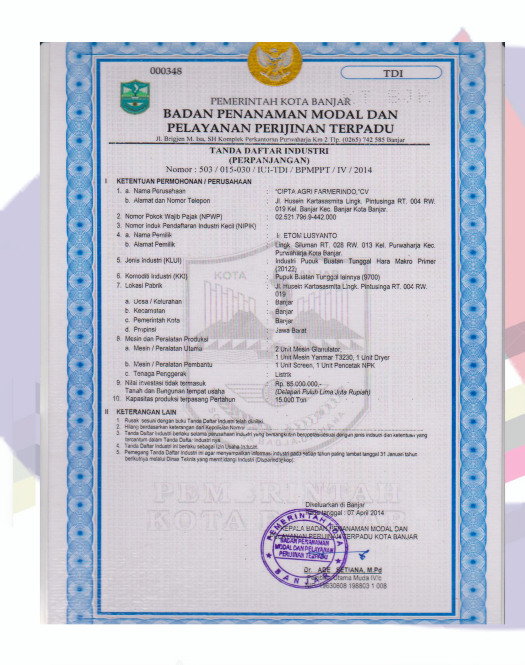 000348
TDI
PEMERINTAH KOTA BANJAR
BADAN PENANAMAN MODAL DAN
PELAYANAN PERIJINAN TERPADU
Jl. Brigjen M. Isa, SH Komplek Perkantoran Purwaharja Km 2 Tlp. (0265) 742 585 Banjar
TANDA DAFTAR INDUSTRI
(PERPANJANGAN)
Nomor : 503 / 015-030 / IUI-TDI / BPMPPT / IV / 2014
I KETENTUAN PERMOHONAN / PERUSAHAAN
1. a. Nama Perusahaan : "CIPTA AGRI FARMERINDO,"CV
b. Alamat dan Nomor Telepon : Jl. Husein Kartasasmita Lingk. Pintusinga RT. 004 RW.
019 Kel. Banjar Kec. Banjar Kota Banjar.
2. Nomor Pokok Wajib Pajak (NPWP) : 02.521.796.9-442.000
3. Nomor Induk Pendaftaran Industri Kecil (NIPIK) :
4. a. Nama Pemilik : ETOM LUSYANTO
b. Alamat Pemilik : Lingk. Siluman RT. 028 RW. 013 Kel. Purwaharja Kec.
Purwaharja Kota Banjar.
5. Jenis Industri (KLUI) : Industri Pupuk Buatan Tunggal Hara Makro Primer
(20122)
6. Komoditi Industri (KKI) : Pupuk Buatan Tunggal lainnya (9700)
7. Lokasi Pabrik : Jl. Husein Kartasasmita Lingk. Pintusinga RT. 004 RW.
019
a. Desa / Kelurahan : Banjar
b. Kecamatan : Banjar
c. Pemerintah Kota : Banjar
d. Propinsi : Jawa Barat
8. Mesin dan Peralatan Produksi
a. Mesin / Peralatan Utama : 2 Unit Mesin Glanulator,
1 Unit Mesin Yanmar T3230, 1 Unit Dryer
b. Mesin / Peralatan Pembantu : 1 Unit Screen, 1 Unit Pencetak NPK
c. Tenaga Penggerak : Listrik
9. Nilai investasi tidak termasuk : Rp. 85.000.000,-
Tanah dan Bangunan tempat usaha (Delapan Puluh Lima Juta Rupiah)
10. Kapasitas produksi terpasang Pertahun : 15.000 Ton
II KETERANGAN LAIN
1. Rusak sesuai dengan buku Tanda Daftar Industri telah dimiliki.
2. Hilang berdasarkan keterangan dari Kepolisian Nomor
3. Tanda Daftar Industri berlaku selama perusahaan industri yang bersangkutan beroperasi sesuai dengan jenis industri dan ketentuan yang
tercantum dalam Tanda Daftar Industri nya.
4. Tanda Daftar Industri ini berlaku sebagai Izin Usaha Industri.
5. Pemegang Tanda Daftar Industri ini agar menyampaikan informasi industri pada setiap tahun paling lambat tanggal 31 Januari tahun
berikutnya melalui Dinas Teknis yang membidangi Industri (Disperindagkop).
KOTA
PEMERINTAH
KOTA BANJAR
Dikeluarkan di Banjar
Pada tanggal : 07 April 2014
KEPALA BADAN PENANAMAN MODAL DAN
PELAYANAN PERIJINAN TERPADU KOTA BANJAR
PEMERINTAH KOTA
BADAN PENANAMAN
MODAL DAN PELAYANAN
PERIJINAN TERPADU
BANJAR
Dr. ADE SETIANA, M.Pd
Pembina Utama Muda IV/c
NIP. 19630608 198803 1 008